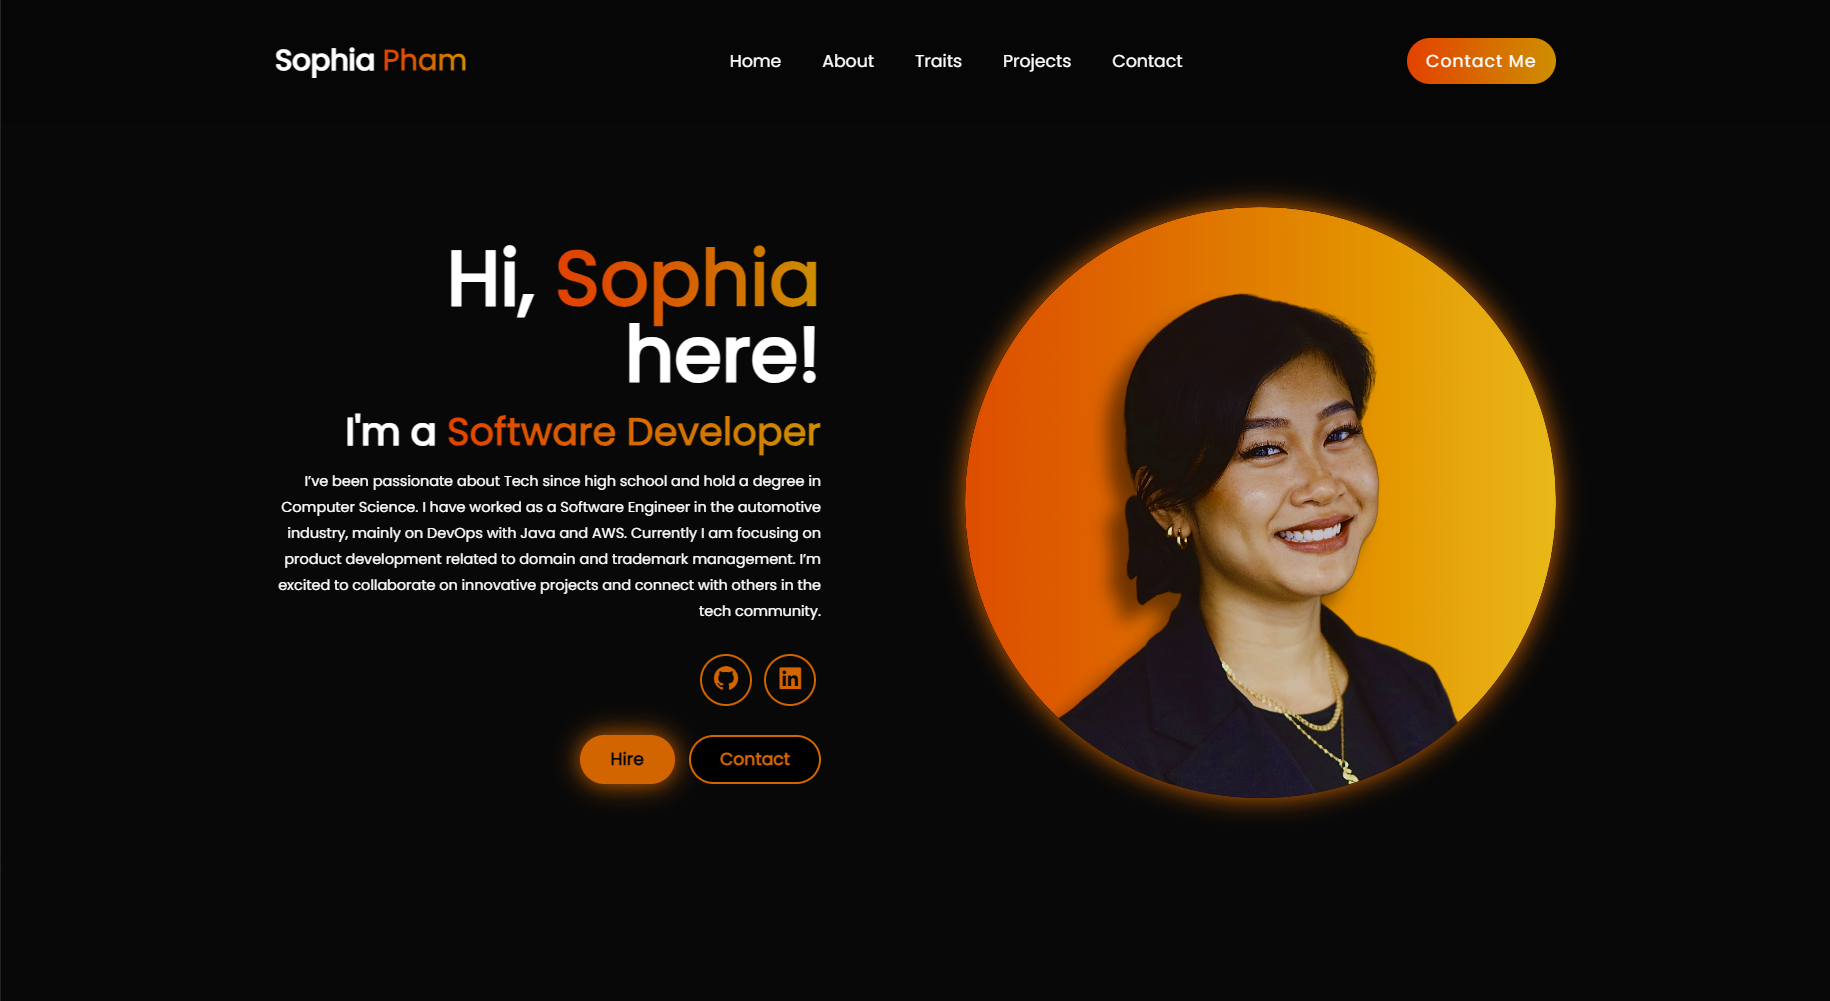 Sophia Pham
Home
About
Traits
Projects
Contact
Contact Me
Hi, Sophia
here!
I'm a Software Developer
I’ve been passionate about Tech since high school and hold a degree in
Computer Science. I have worked as a Software Engineer in the automotive
industry, mainly on DevOps with Java and AWS. Currently I am focusing on
product development related to domain and trademark management. I’m
excited to collaborate on innovative projects and connect with others in the
tech community.
in
Hire
Contact